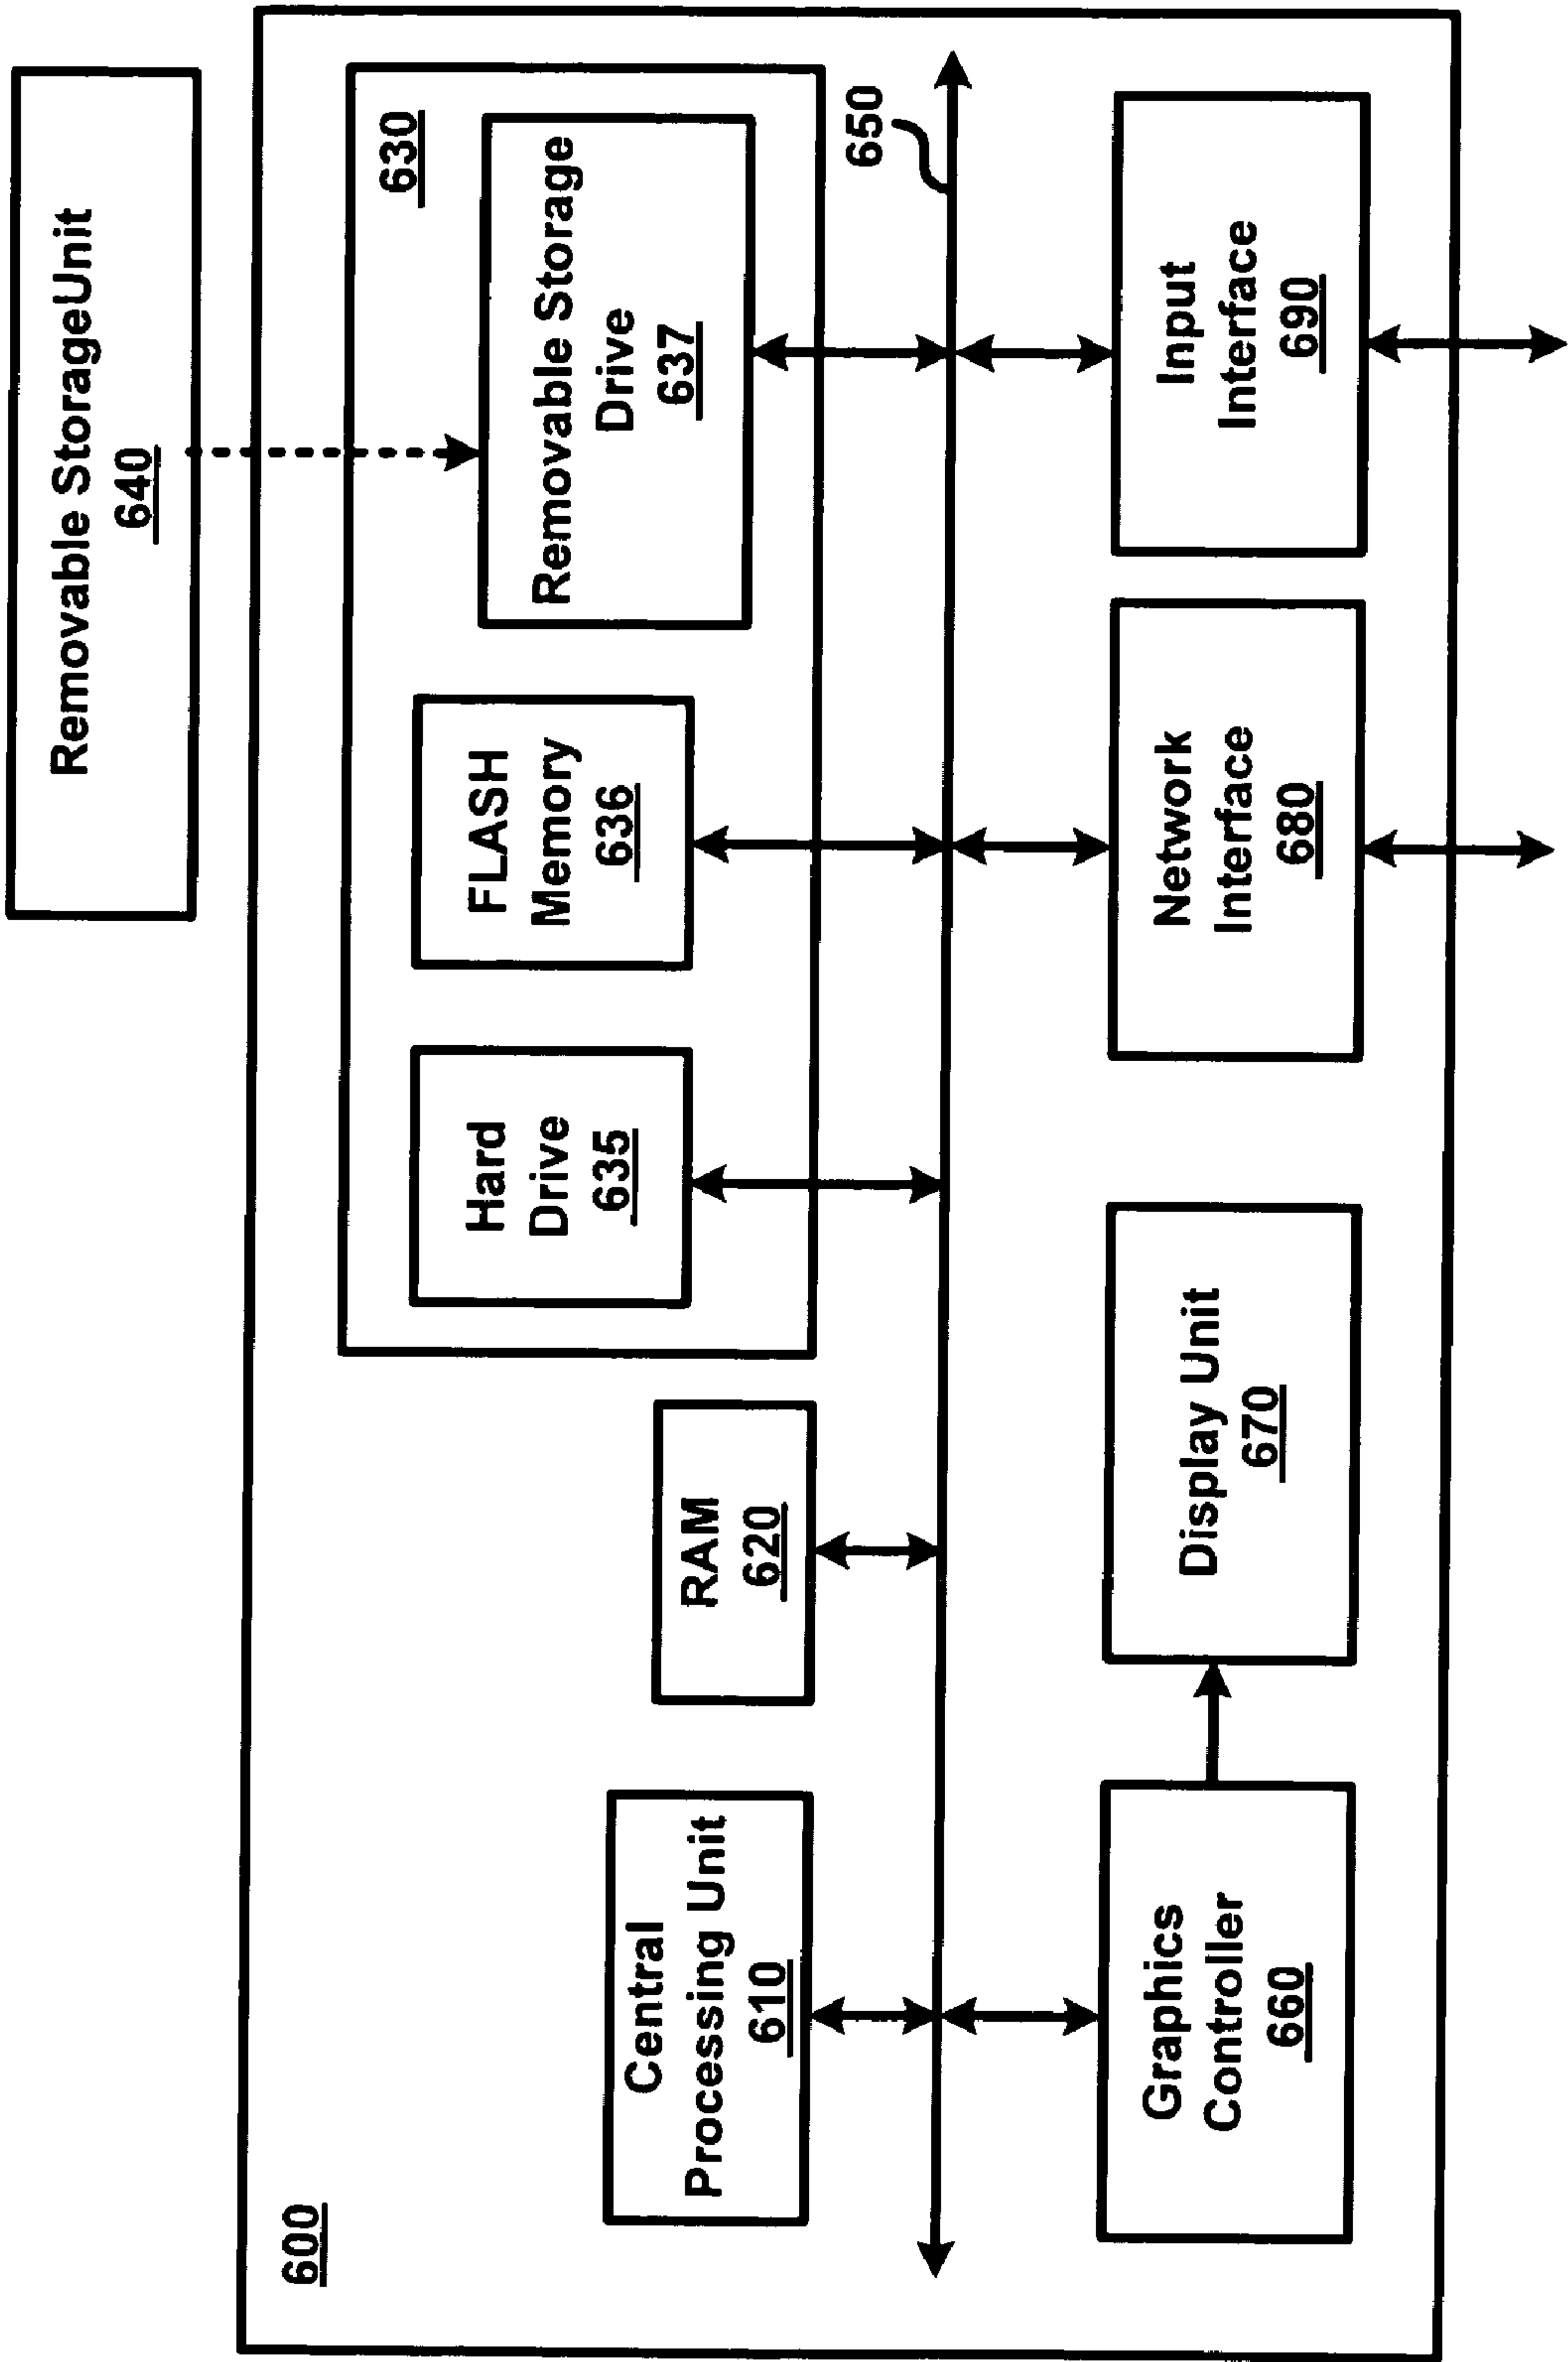 Removable StorageUnit
640
600
630
Hard
Drive
635
FLASH
Memory
636
Removable Storage
Drive
637
Central
Processing Unit
610
RAM
620
650
Graphics
Controller
660
Display Unit
670
Network
Interface
680
Input
Interface
690